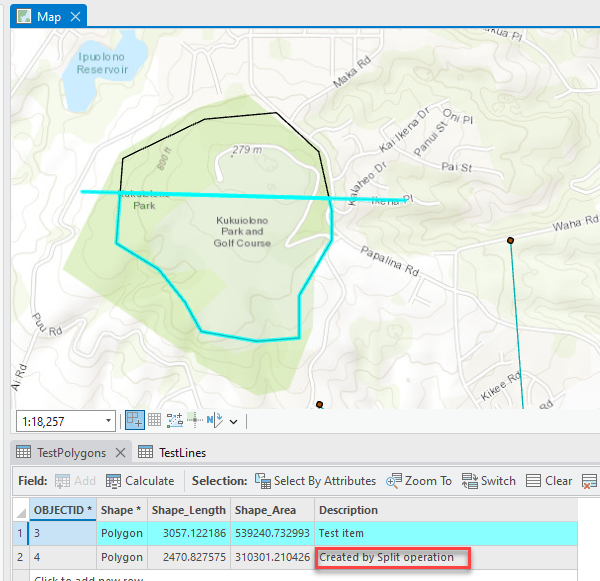 Map
Ipuolono
Reservoir
Maka Rd
Kai Ikena Dr
Oni Pl
Panui St
Pai St
Kalaheo Dr
Ikena Pl
800 ft
279 m
Park
Kukuiolono
Park and
Golf Course
Waha Rd
Papalina Rd
Puu Rd
Ai Rd
Kikee Rd
Rd
1:18,257
TestPolygons
TestLines
Field: Add Calculate Selection: Select By Attributes Zoom To Switch Clear
OBJECTID * Shape * Shape_Length Shape_Area Description
1 3 Polygon 3057.122186 539240.732993 Test item
2 4 Polygon 2470.827575 310301.210426 Created by Split operation
Click to add new row.